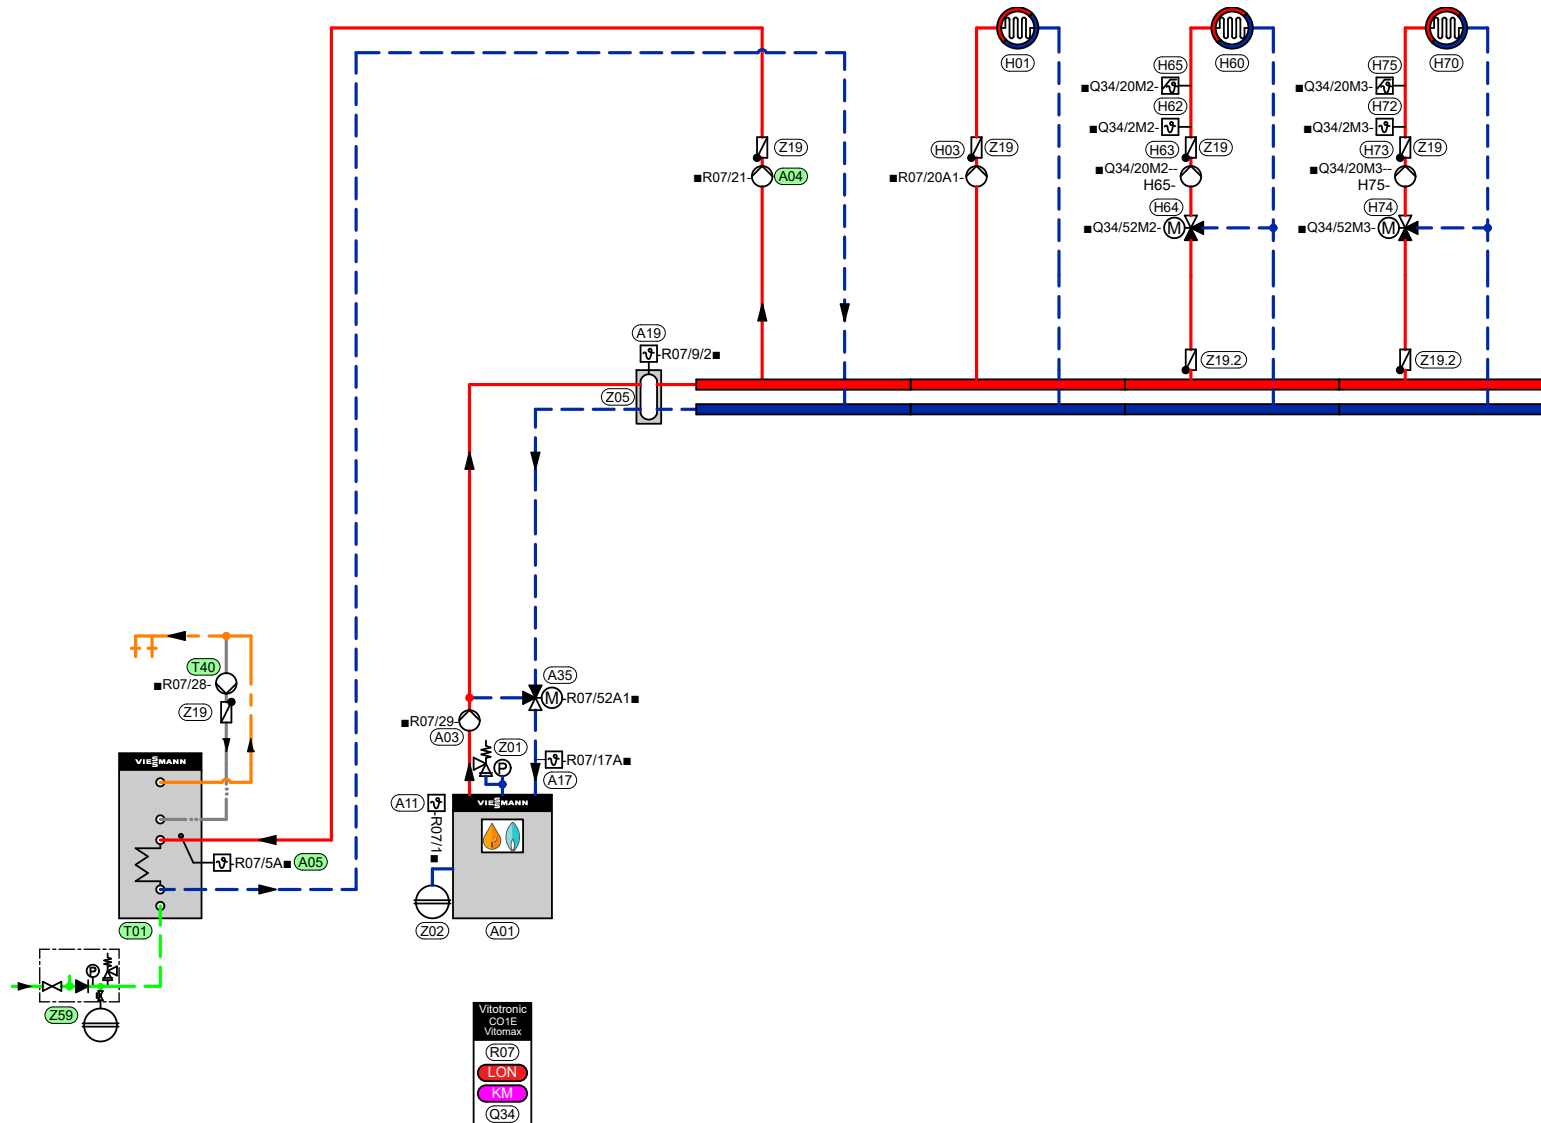 H01
H65
H60
H75
H70
■Q34/20M2-
■Q34/20M3-
H62
H72
■Q34/2M2-
■Q34/2M3-
Z19
H03
Z19
H63
Z19
H73
Z19
■R07/21-
A04
■R07/20A1-
■Q34/20M2--
H65-
■Q34/20M3--
H75-
H64
H74
■Q34/52M2-
M
■Q34/52M3-
M
A19
-R07/9/2■
Z19.2
Z19.2
Z05
T40
■R07/28-
Z19
A35
M
-R07/52A1■
■R07/29-
A03
Z01
P
-R07/17A■
A17
VIESMANN
A11
-R07/1■
VIESMANN
-R07/5A■
A05
T01
Z02
A01
P
Z59
Vitotronic
CO1E
Vitomax
R07
LON
KM
Q34